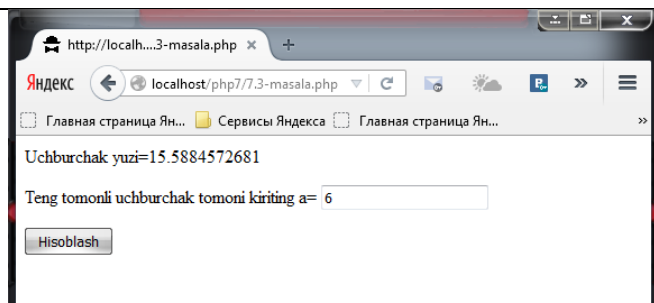 http://localh....3-masala.php × +
Яндекс localhost/php7/7.3-masala.php
Главная страница Ян... Сервисы Яндекса Главная страница Ян... »
Uchburchak yuzi=15.5884572681
Teng tomonli uchburchak tomoni kiriting a= 6
Hisoblash